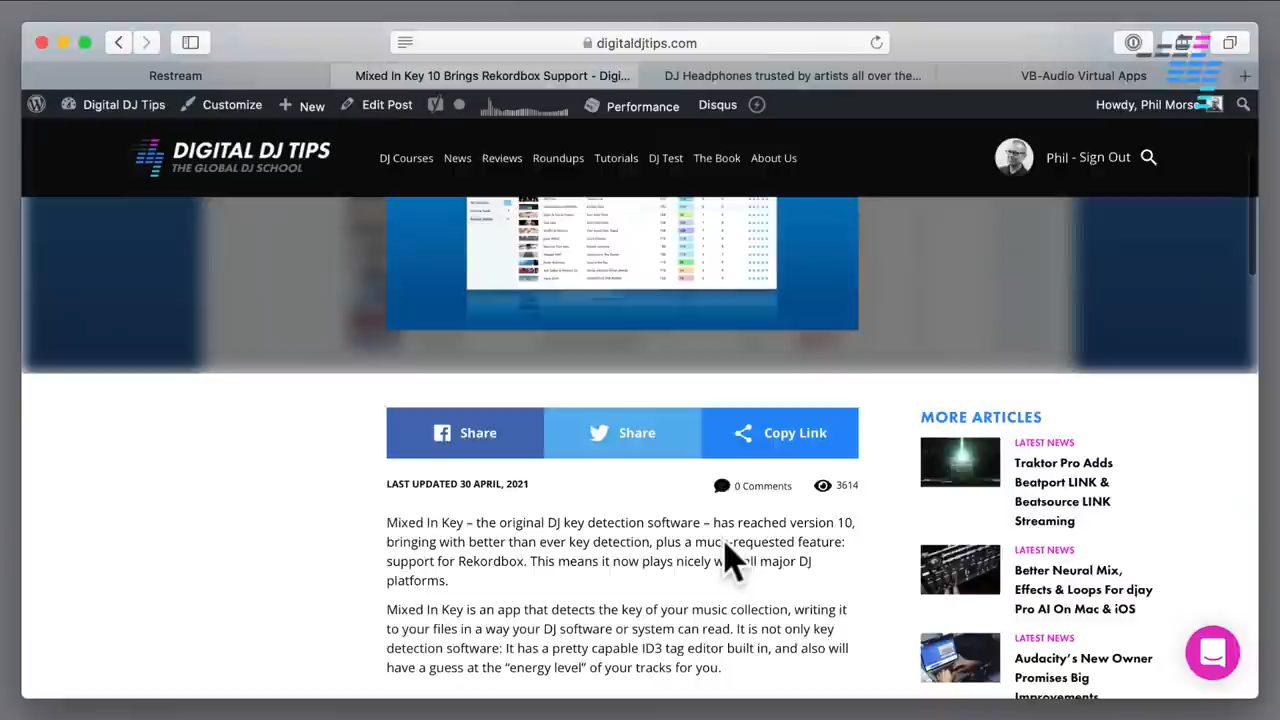 digitaldjtips.com
Restream
Mixed In Key 10 Brings Rekordbox Support - Digi...
DJ Headphones trusted by artists all over the...
VB-Audio Virtual Apps
Digital DJ Tips
Customize
New
Edit Post
Performance
Disqus
Howdy, Phil Morse
DIGITAL DJ TIPS
THE GLOBAL DJ SCHOOL
DJ Courses
News
Reviews
Roundups
Tutorials
DJ Test
The Book
About Us
Phil - Sign Out
Share
Share
Copy Link
LAST UPDATED 30 APRIL, 2021
0 Comments
3614
Mixed In Key – the original DJ key detection software – has reached version 10,
bringing with better than ever key detection, plus a much-requested feature:
support for Rekordbox. This means it now plays nicely all major DJ
platforms.
Mixed In Key is an app that detects the key of your music collection, writing it
to your files in a way your DJ software or system can read. It is not only key
detection software: It has a pretty capable ID3 tag editor built in, and also will
have a guess at the “energy level” of your tracks for you.
MORE ARTICLES
LATEST NEWS
Traktor Pro Adds
Beatport LINK &
Beatsource LINK
Streaming
LATEST NEWS
Better Neural Mix,
Effects & Loops For djay
Pro AI On Mac & iOS
LATEST NEWS
Audacity’s New Owner
Promises Big
Improvements